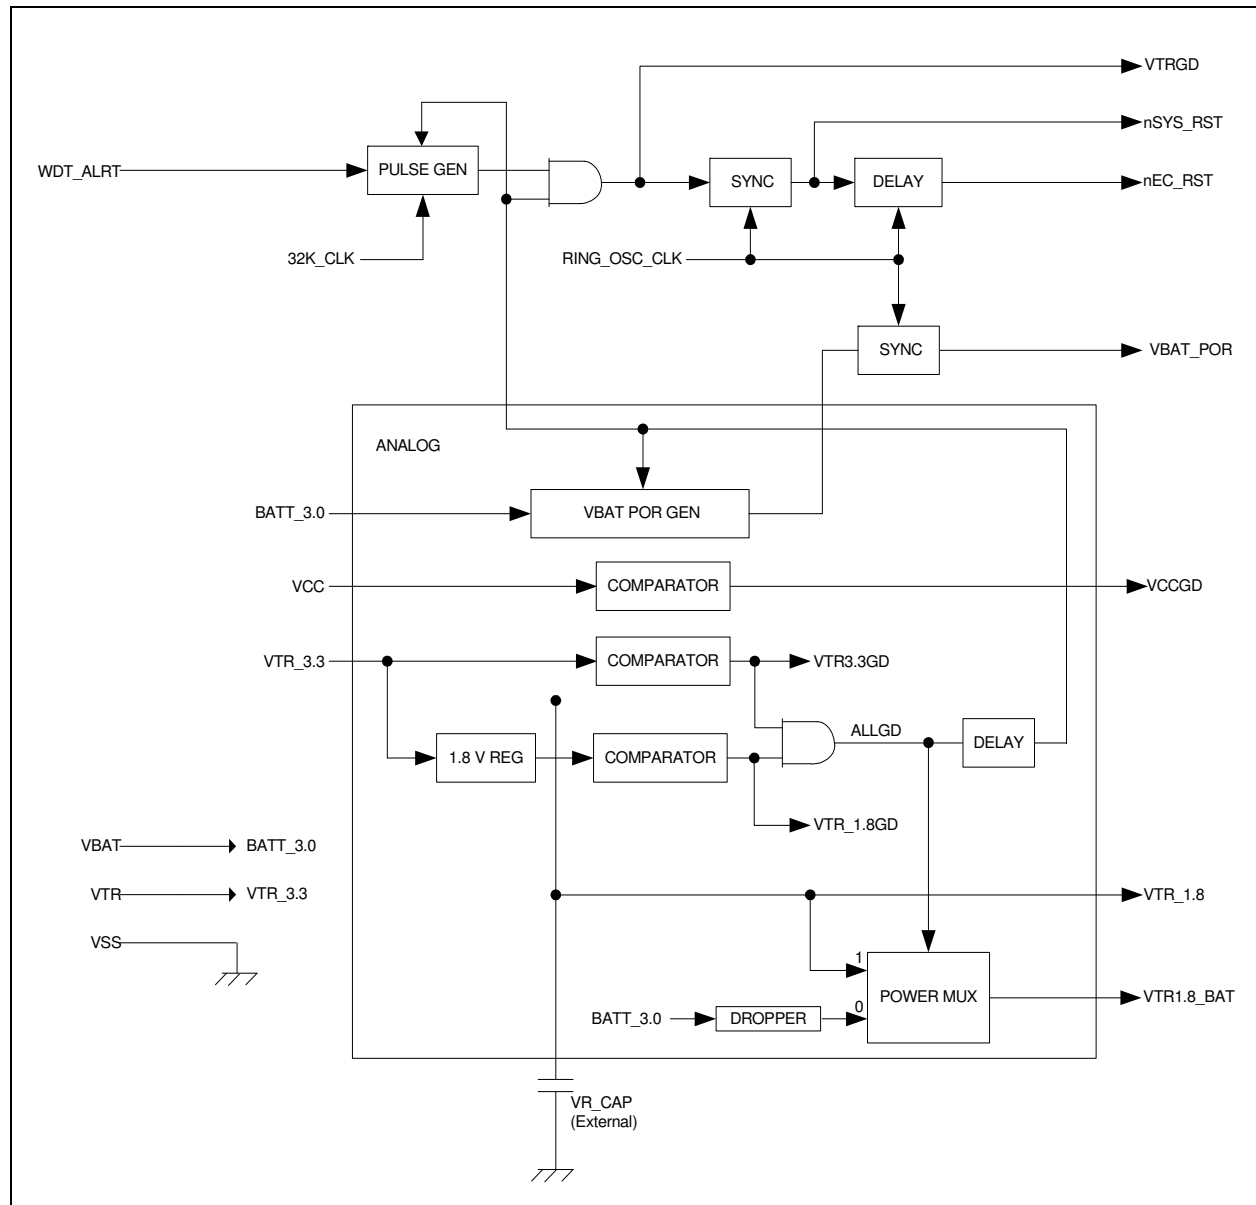 VTRGD
nSYS_RST
WDT_ALRT
PULSE GEN
SYNC
DELAY
nEC_RST
32K_CLK
RING_OSC_CLK
SYNC
VBAT_POR
ANALOG
BATT_3.0
VBAT POR GEN
VCC
COMPARATOR
VCCGD
VTR_3.3
COMPARATOR
VTR3.3GD
ALLGD
1.8 V REG
COMPARATOR
DELAY
VTR_1.8GD
VBAT
BATT_3.0
VTR
VTR_3.3
VTR_1.8
VSS
1
POWER MUX
VTR1.8_BAT
0
BATT_3.0
DROPPER
VR_CAP
(External)